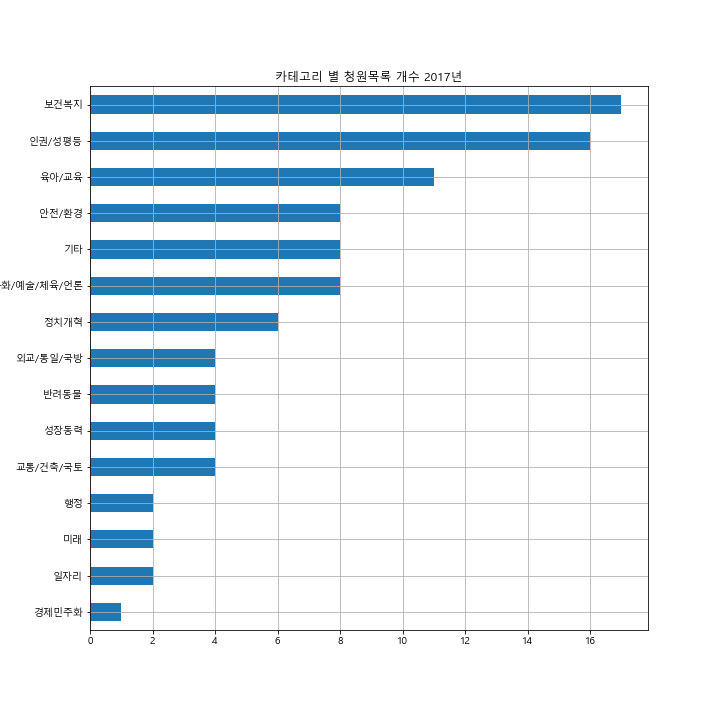 카테고리 별 청원목록 개수 2017년
보건복지
인권/성평등
육아/교육
안전/환경
기타
화/예술/체육/언론
정치개혁
외교/통일/국방
반려동물
성장동력
교통/건축/국토
행정
미래
일자리
경제민주화
0 2 4 6 8 10 12 14 16